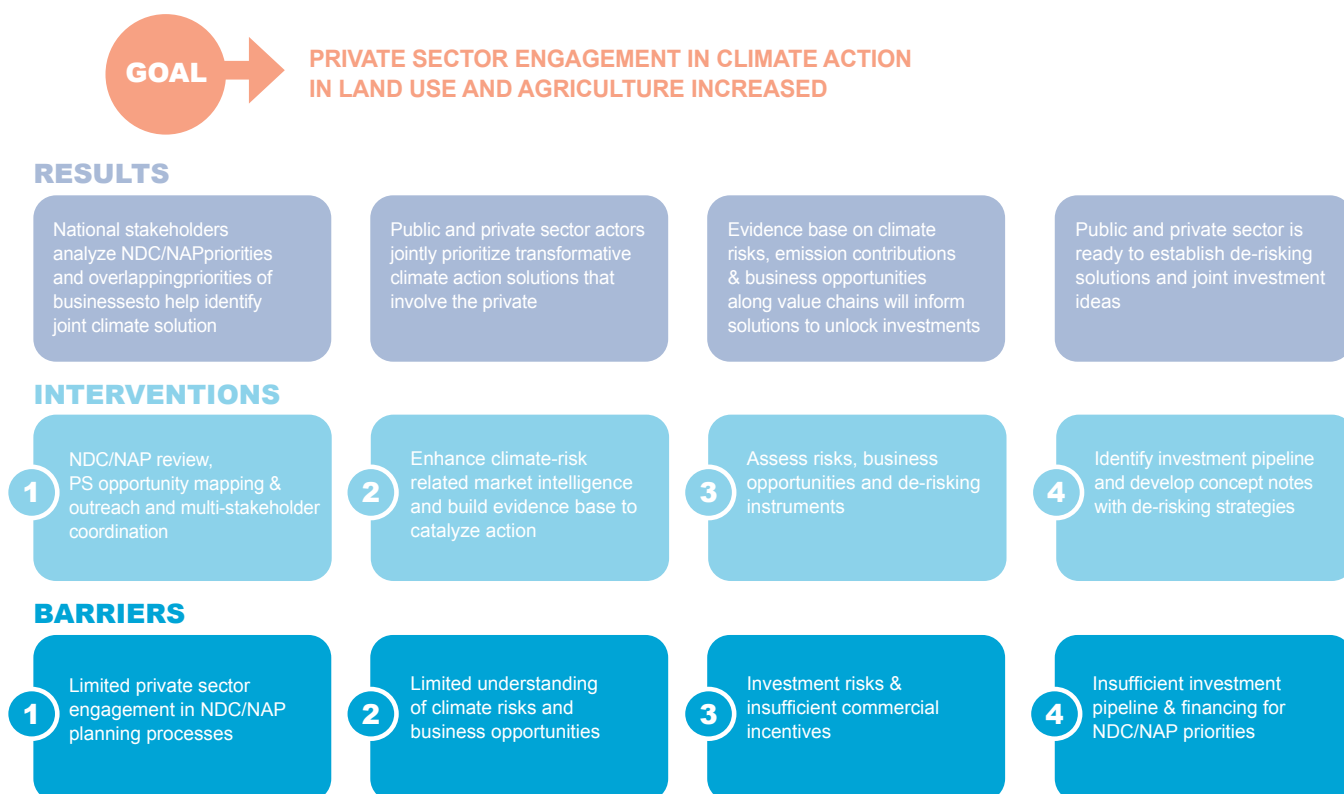 GOAL
PRIVATE SECTOR ENGAGEMENT IN CLIMATE ACTION
IN LAND USE AND AGRICULTURE INCREASED
RESULTS
National stakeholders
analyze NDC/NAPpriorities
and overlappingpriorities of
businessesto help identify
joint climate solution
Public and private sector actors
jointly prioritize transformative
climate action solutions that
involve the private
Evidence base on climate
risks, emission contributions
& business opportunities
along value chains will inform
solutions to unlock investments
Public and private sector is
ready to establish de-risking
solutions and joint investment
ideas
INTERVENTIONS
1
NDC/NAP review,
PS opportunity mapping &
outreach and multi-stakeholder
coordination
2
Enhance climate-risk
related market intelligence
and build evidence base to
catalyze action
3
Assess risks, business
opportunities and de-risking
instruments
4
Identify investment pipeline
and develop concept notes
with de-risking strategies
BARRIERS
1
Limited private sector
engagement in NDC/NAP
planning processes
2
Limited understanding
of climate risks and
business opportunities
3
Investment risks &
insufficient commercial
incentives
4
Insufficient investment
pipeline & financing for
NDC/NAP priorities